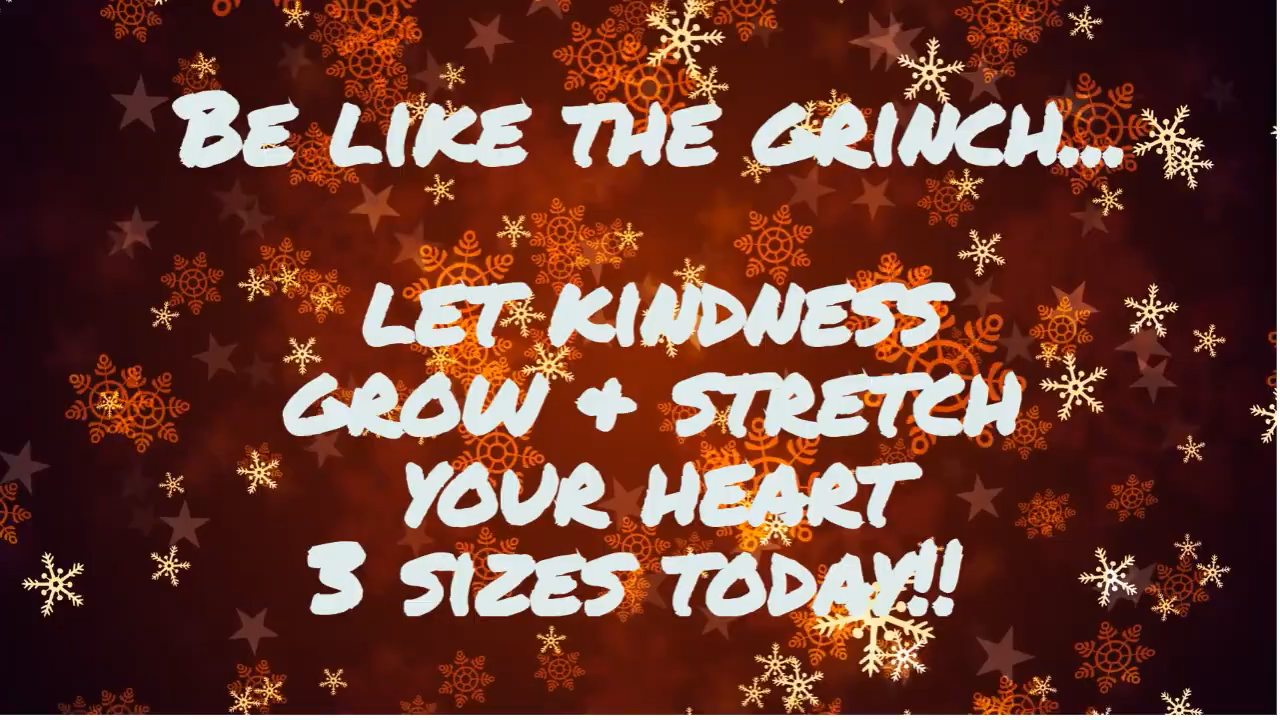 BE LIKE THE GRINCH...
LET KINDNESS
GROW & STRETCH
YOUR HEART
3 SIZES TODAY!!